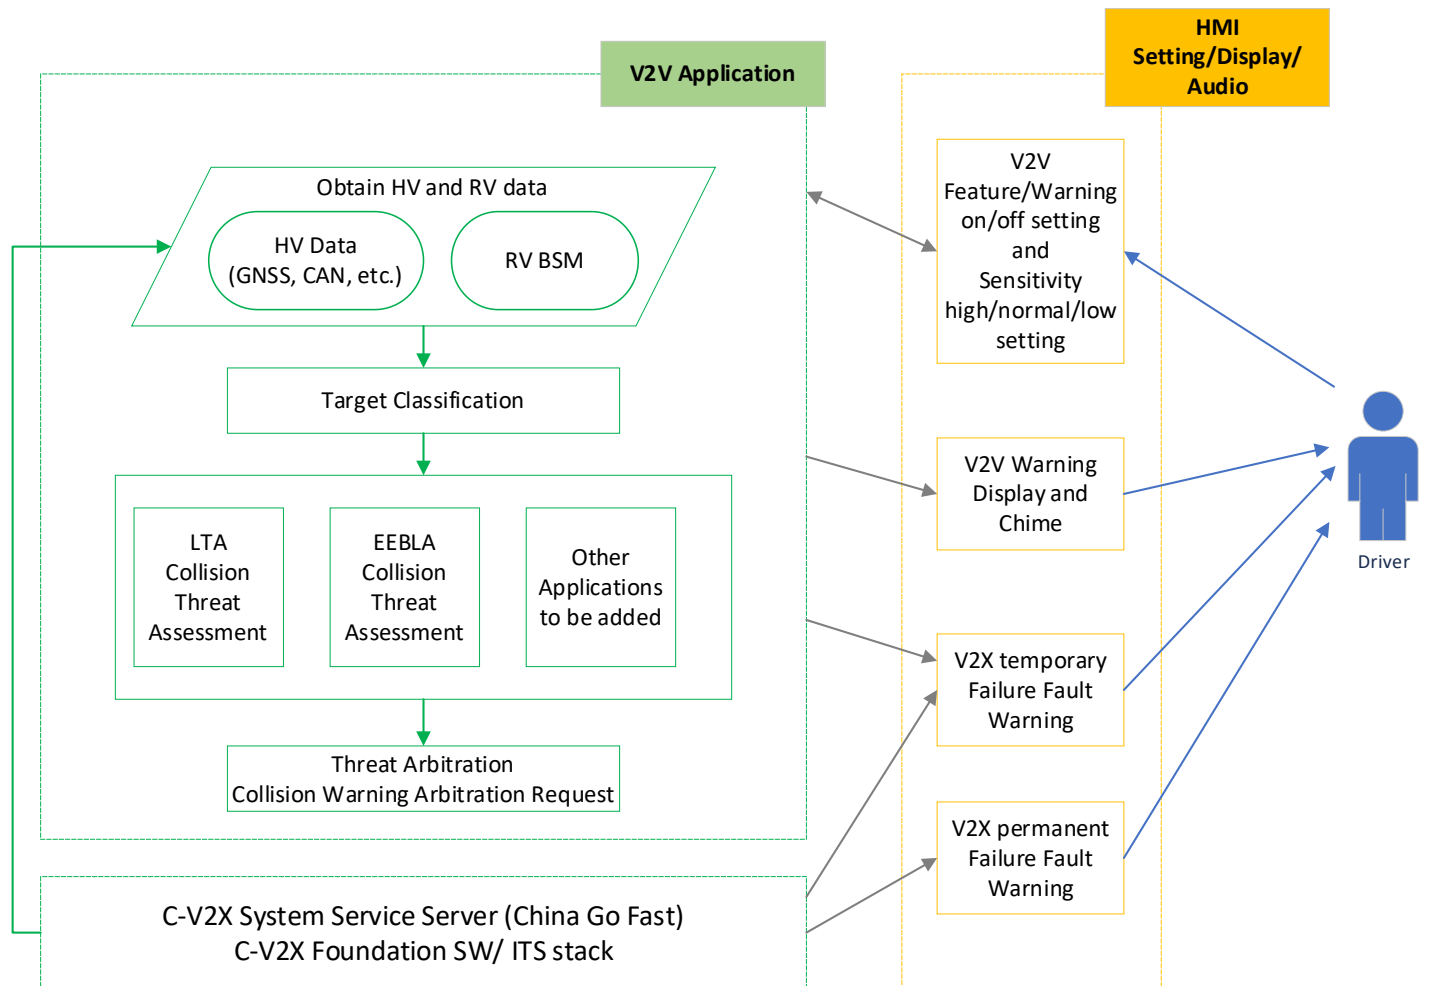 V2V Application
HMI
Setting/Display/
Audio
Obtain HV and RV data
HV Data
(GNSS, CAN, etc.)
RV BSM
Target Classification
LTA
Collision
Threat
Assessment
EEBLA
Collision
Threat
Assessment
Other
Applications
to be added
Threat Arbitration
Collision Warning Arbitration Request
C-V2X System Service Server (China Go Fast)
C-V2X Foundation SW/ ITS stack
V2V
Feature/Warning
on/off setting
and
Sensitivity
high/normal/low
setting
V2V Warning
Display and
Chime
V2X temporary
Failure Fault
Warning
V2X permanent
Failure Fault
Warning
Driver